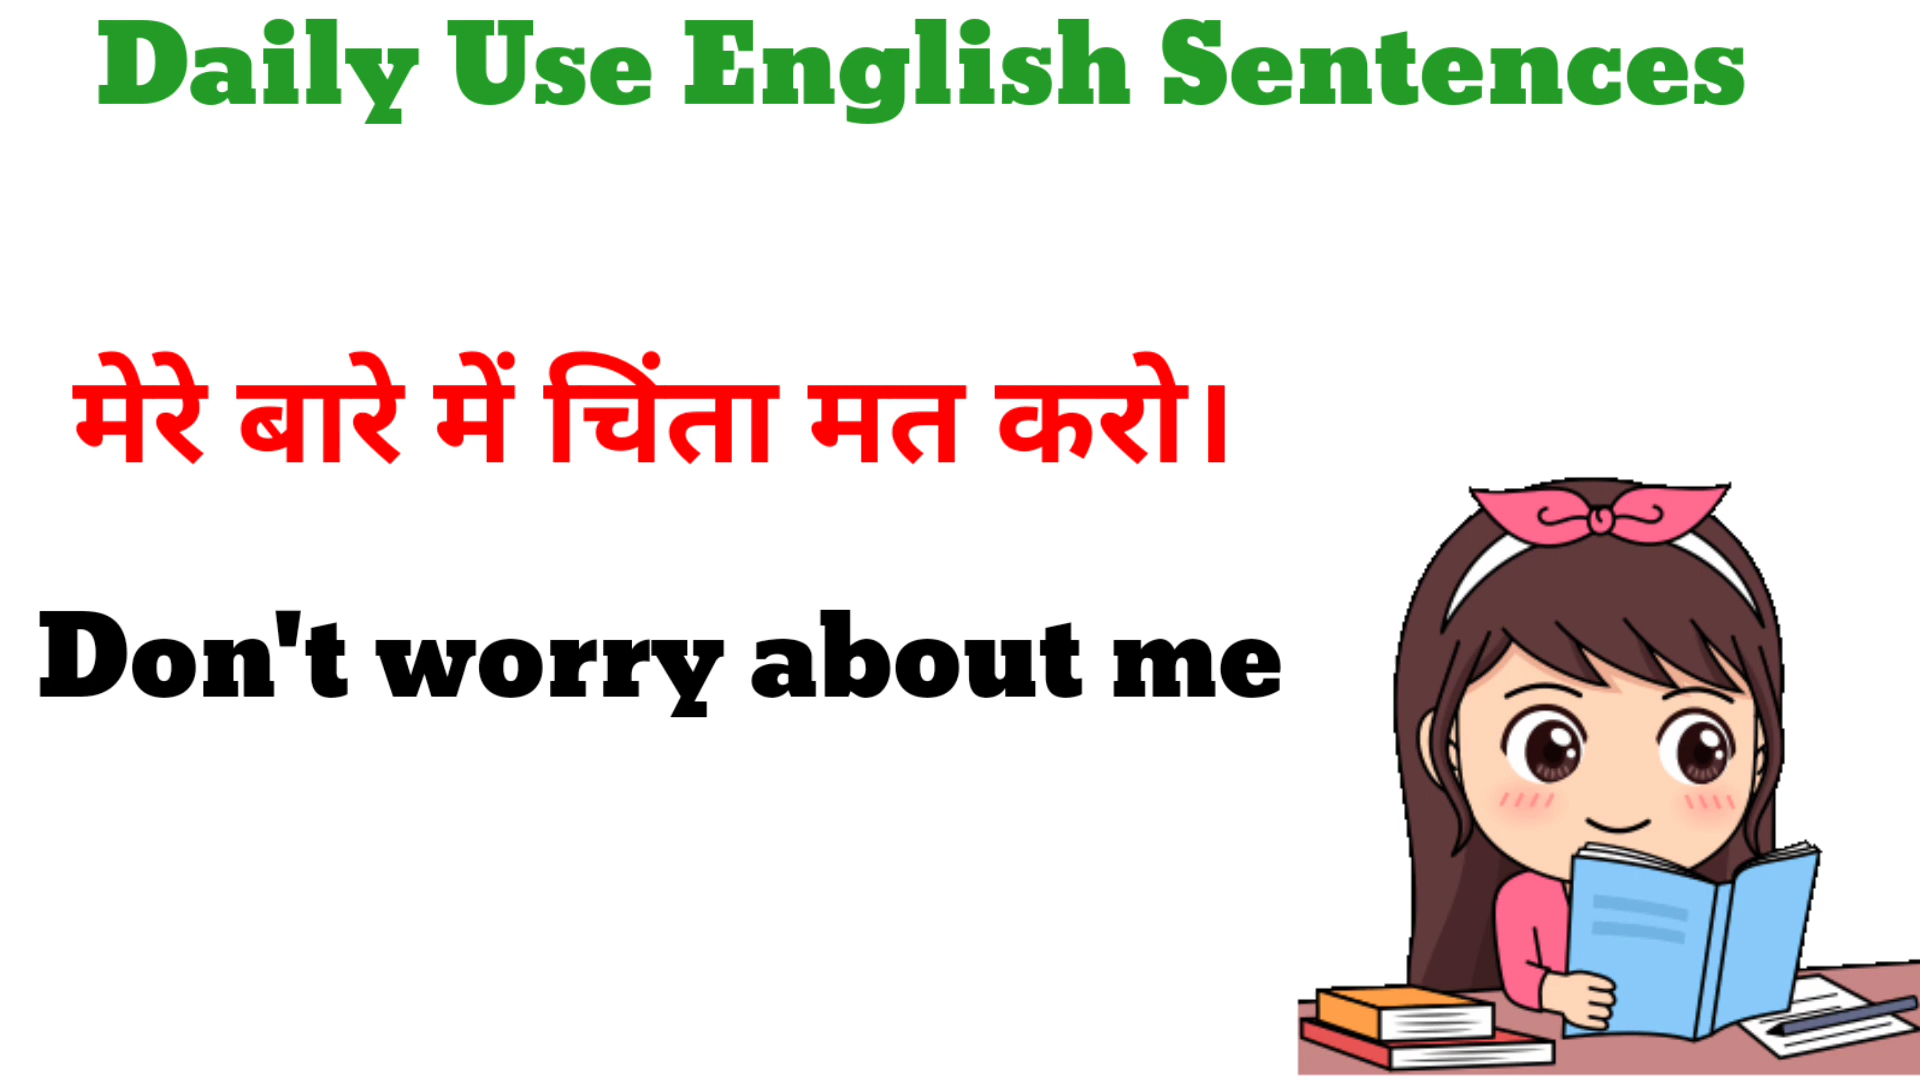 Daily Use English Sentences
मेरे बारे में चिंता मत करो।
Don't worry about me